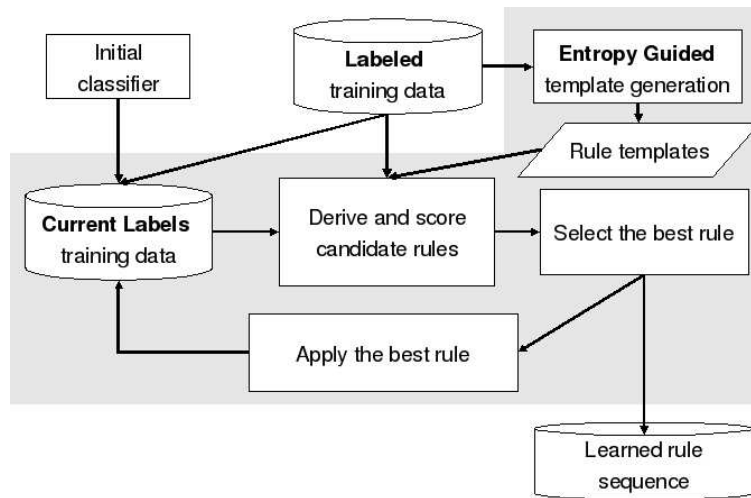 Initial
classifier
Labeled
training data
Entropy Guided
template generation
Rule templates
Current Labels
training data
Derive and score
candidate rules
Select the best rule
Apply the best rule
Learned rule
sequence